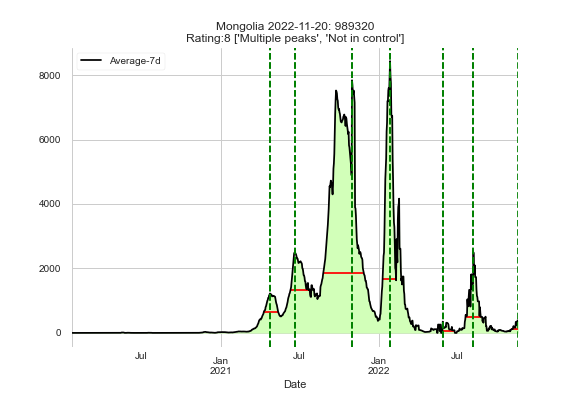 Mongolia 2022-11-20: 989320
Rating:8 ['Multiple peaks', 'Not in control']
Average-7d
8000
6000
4000
2000
0
Jul
Jan
2021
Jul
Jan
2022
Jul
Date